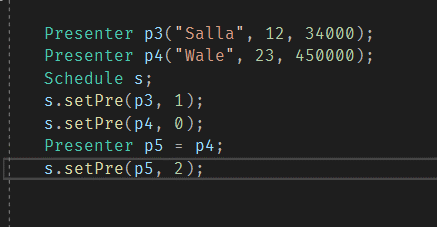 Presenter p3("Salla", 12, 34000);
Presenter p4("Wale", 23, 450000);
Schedule s;
s.setPre(p3, 1);
s.setPre(p4, 0);
Presenter p5 = p4;
s.setPre(p5, 2);